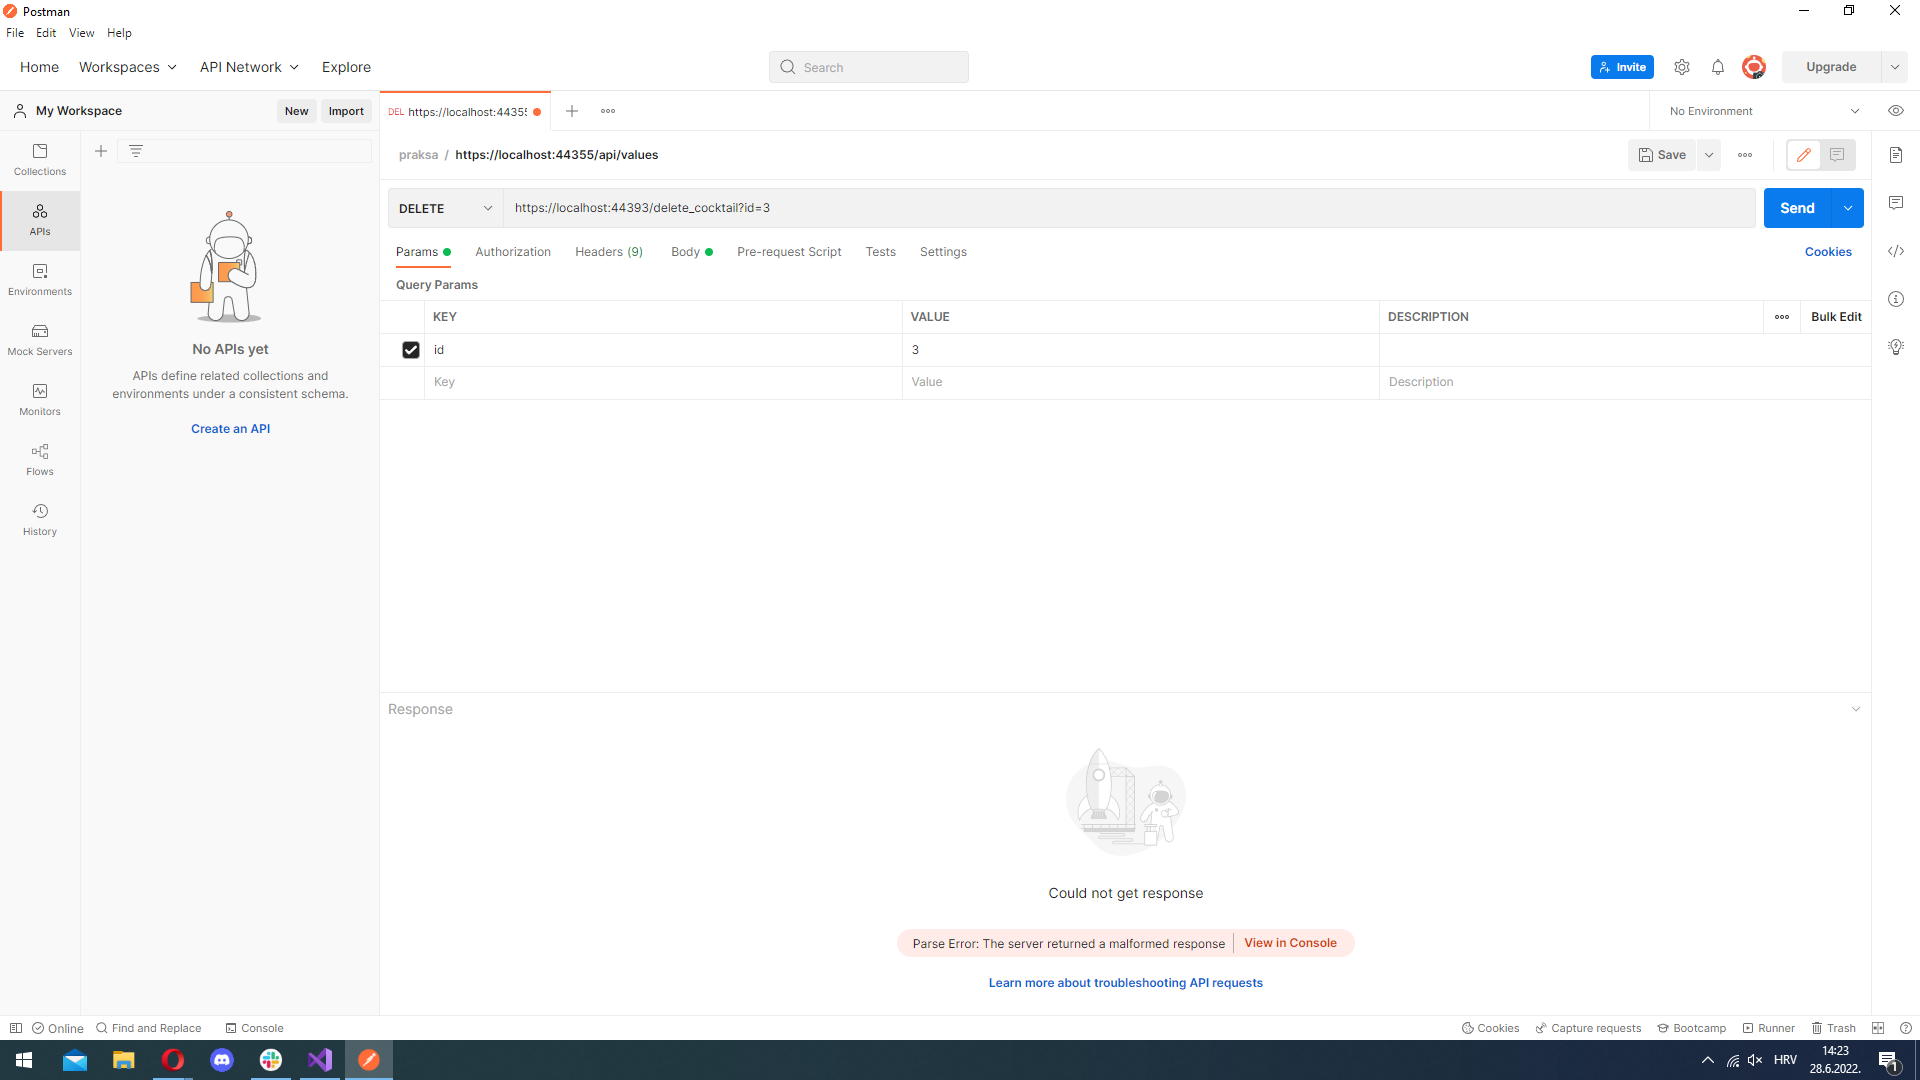 Postman
File Edit View Help
Home Workspaces API Network Explore
Search
Invite
Upgrade
My Workspace
New Import
DEL https://localhost:44355
No Environment
Collections
APIs
Environments
Mock Servers
Monitors
Flows
History
No APIs yet
APIs define related collections and
environments under a consistent schema.
Create an API
praksa / https://localhost:44355/api/values
Save
DELETE https://localhost:44393/delete_cocktail?id=3
Send
Params Authorization Headers (9) Body Pre-request Script Tests Settings
Cookies
Query Params
KEY VALUE DESCRIPTION
Bulk Edit
id 3
Key Value Description
Response
Could not get response
Parse Error: The server returned a malformed response View in Console
Learn more about troubleshooting API requests
Online Find and Replace Console
Cookies Capture requests Bootcamp Runner Trash
HRV
14:23
28.6.2022.
1